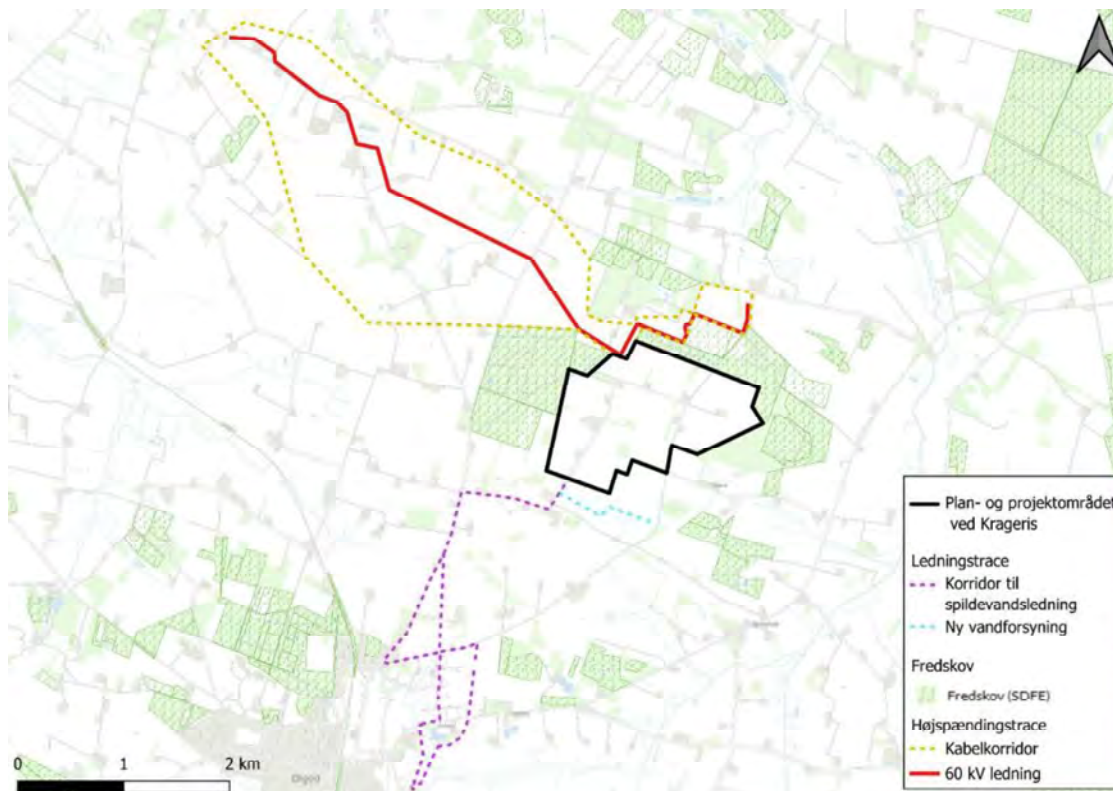 Plan- og projektområdet
ved Krageris
Ledningstrace
Korridor til
spildevandsledning
Ny vandforsyning
Fredskov
Fredskov (SDFE)
Højspændingstrace
Kabelkorridor
60 kV ledning
0 1 2 km
Ølgod